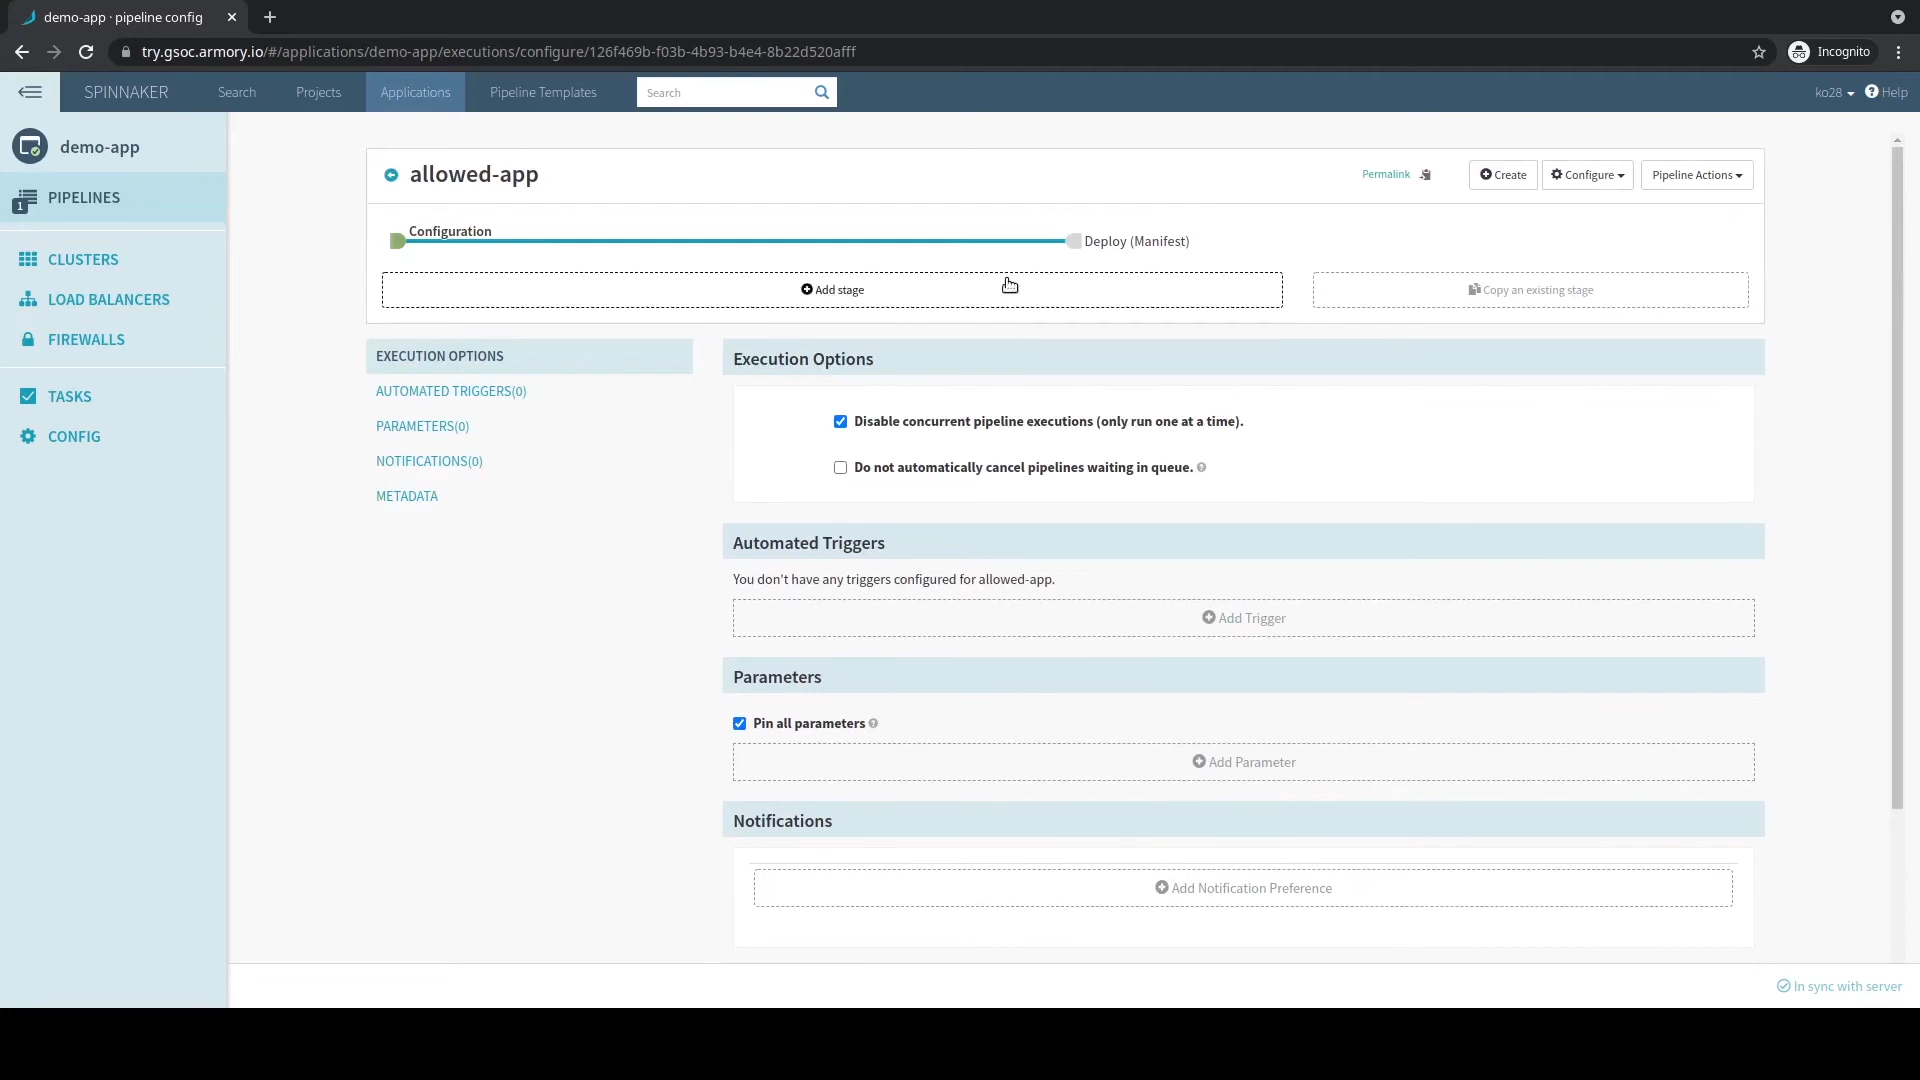 demo-app · pipeline config
try.gsoc.armory.io/#/applications/demo-app/executions/configure/126f469b-f03b-4b93-b4e4-8b22d520afff
Incognito
SPINNAKER
Search
Projects
Applications
Pipeline Templates
Search
ko28
Help
demo-app
1
PIPELINES
CLUSTERS
LOAD BALANCERS
FIREWALLS
TASKS
CONFIG
allowed-app
Permalink
Create
Configure
Pipeline Actions
Configuration
Deploy (Manifest)
Add stage
Copy an existing stage
EXECUTION OPTIONS
AUTOMATED TRIGGERS(0)
PARAMETERS(0)
NOTIFICATIONS(0)
METADATA
Execution Options
Disable concurrent pipeline executions (only run one at a time).
Do not automatically cancel pipelines waiting in queue.
Automated Triggers
You don't have any triggers configured for allowed-app.
Add Trigger
Parameters
Pin all parameters
Add Parameter
Notifications
Add Notification Preference
In sync with server